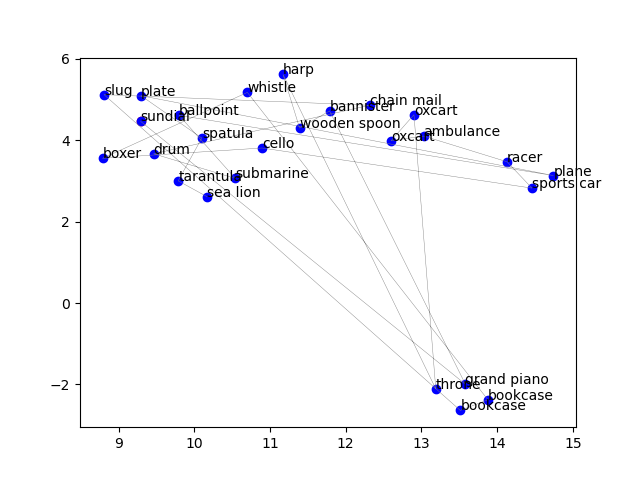 6
harp
whistle
slug
plate
chain mail
bannister
oxcart
ballpoint
sundial
wooden spoon
spatula
oxcart
ambulance
4
cello
drum
boxer
racer
plane
sports car
tarantula
submarine
sea lion
2
0
−2
throne
grand piano
bookcase
bookcase
9
10
11
12
13
14
15